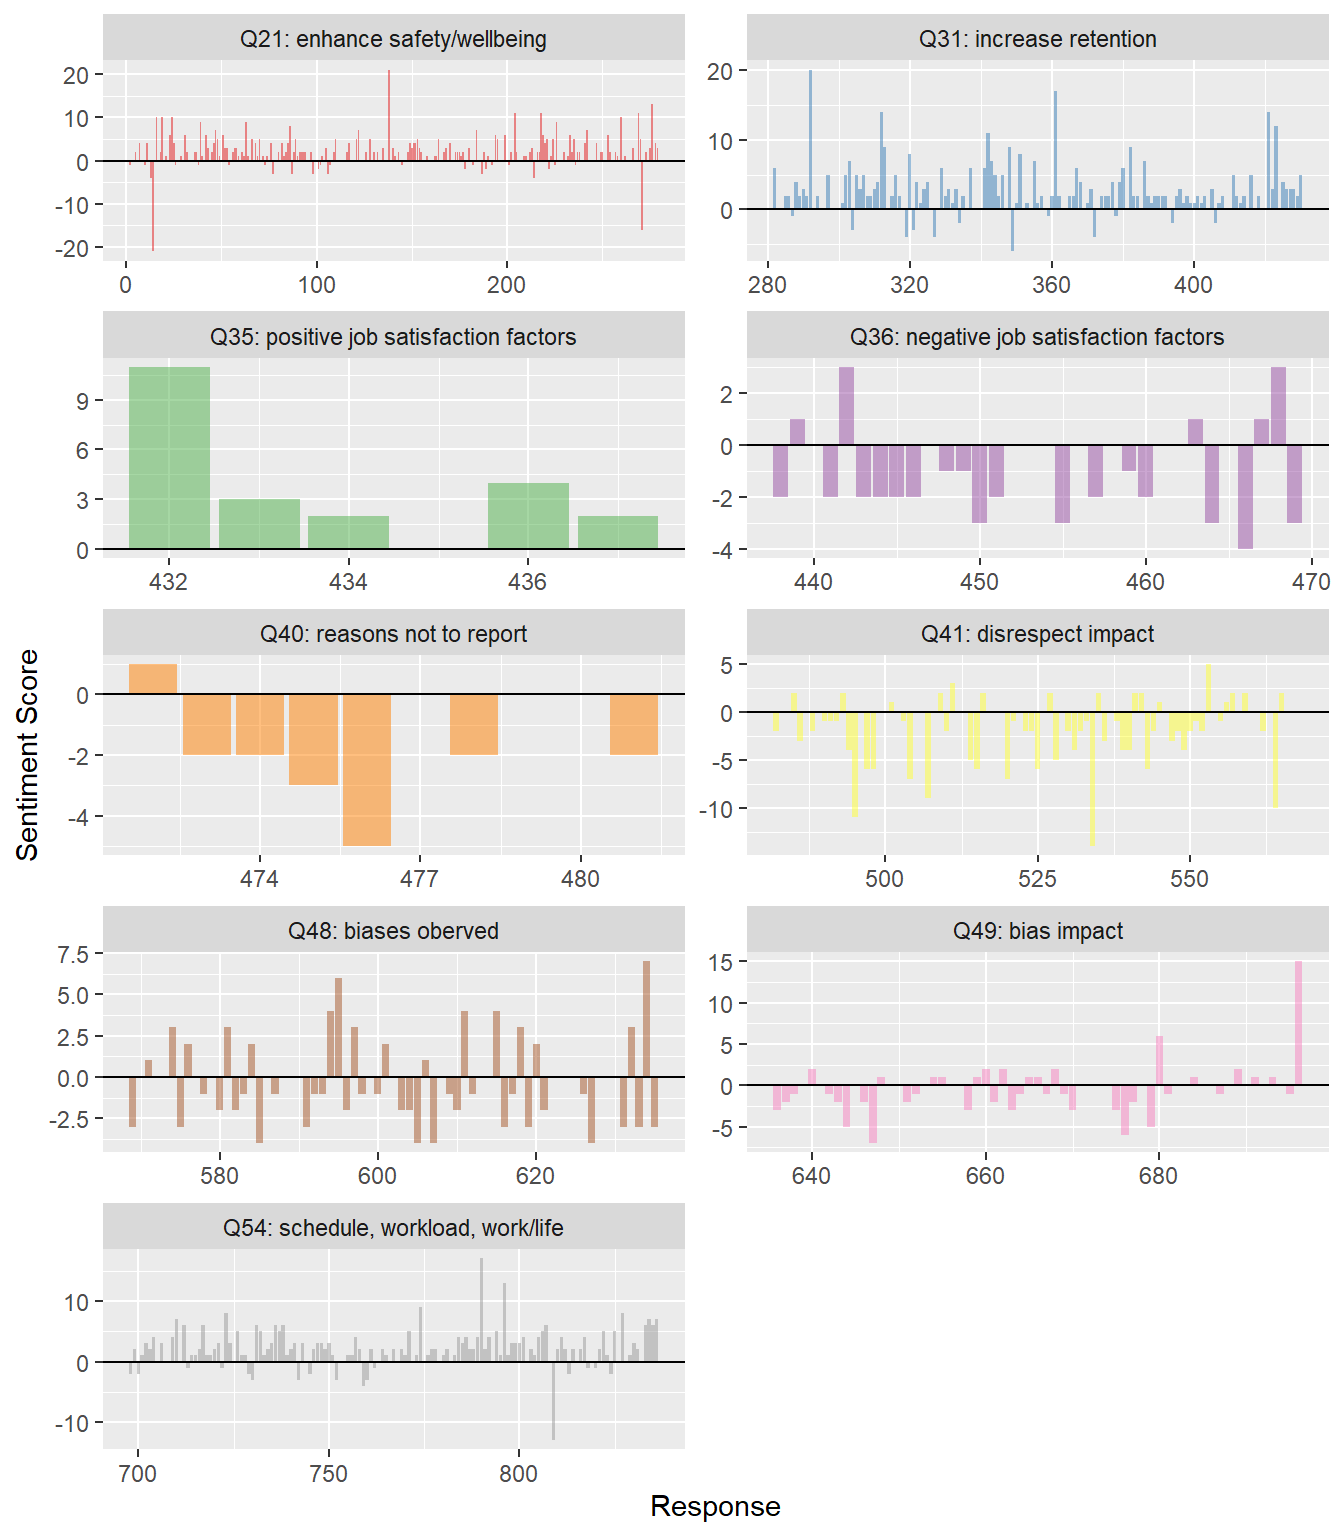 Q21: enhance safety/wellbeing
20
10
0
-10
-20
0 100 200
Q31: increase retention
20
10
0
280 320 360 400
Q35: positive job satisfaction factors
9
6
3
0
432 434 436
Q36: negative job satisfaction factors
2
0
-2
-4
440 450 460 470
Q40: reasons not to report
0
-2
-4
474 477 480
Q41: disrespect impact
5
0
-5
-10
500 525 550
Q48: biases oberved
7.5
5.0
2.5
0.0
-2.5
580 600 620
Q49: bias impact
15
10
5
0
-5
640 660 680
Q54: schedule, workload, work/life
10
0
-10
700 750 800
Sentiment Score
Response